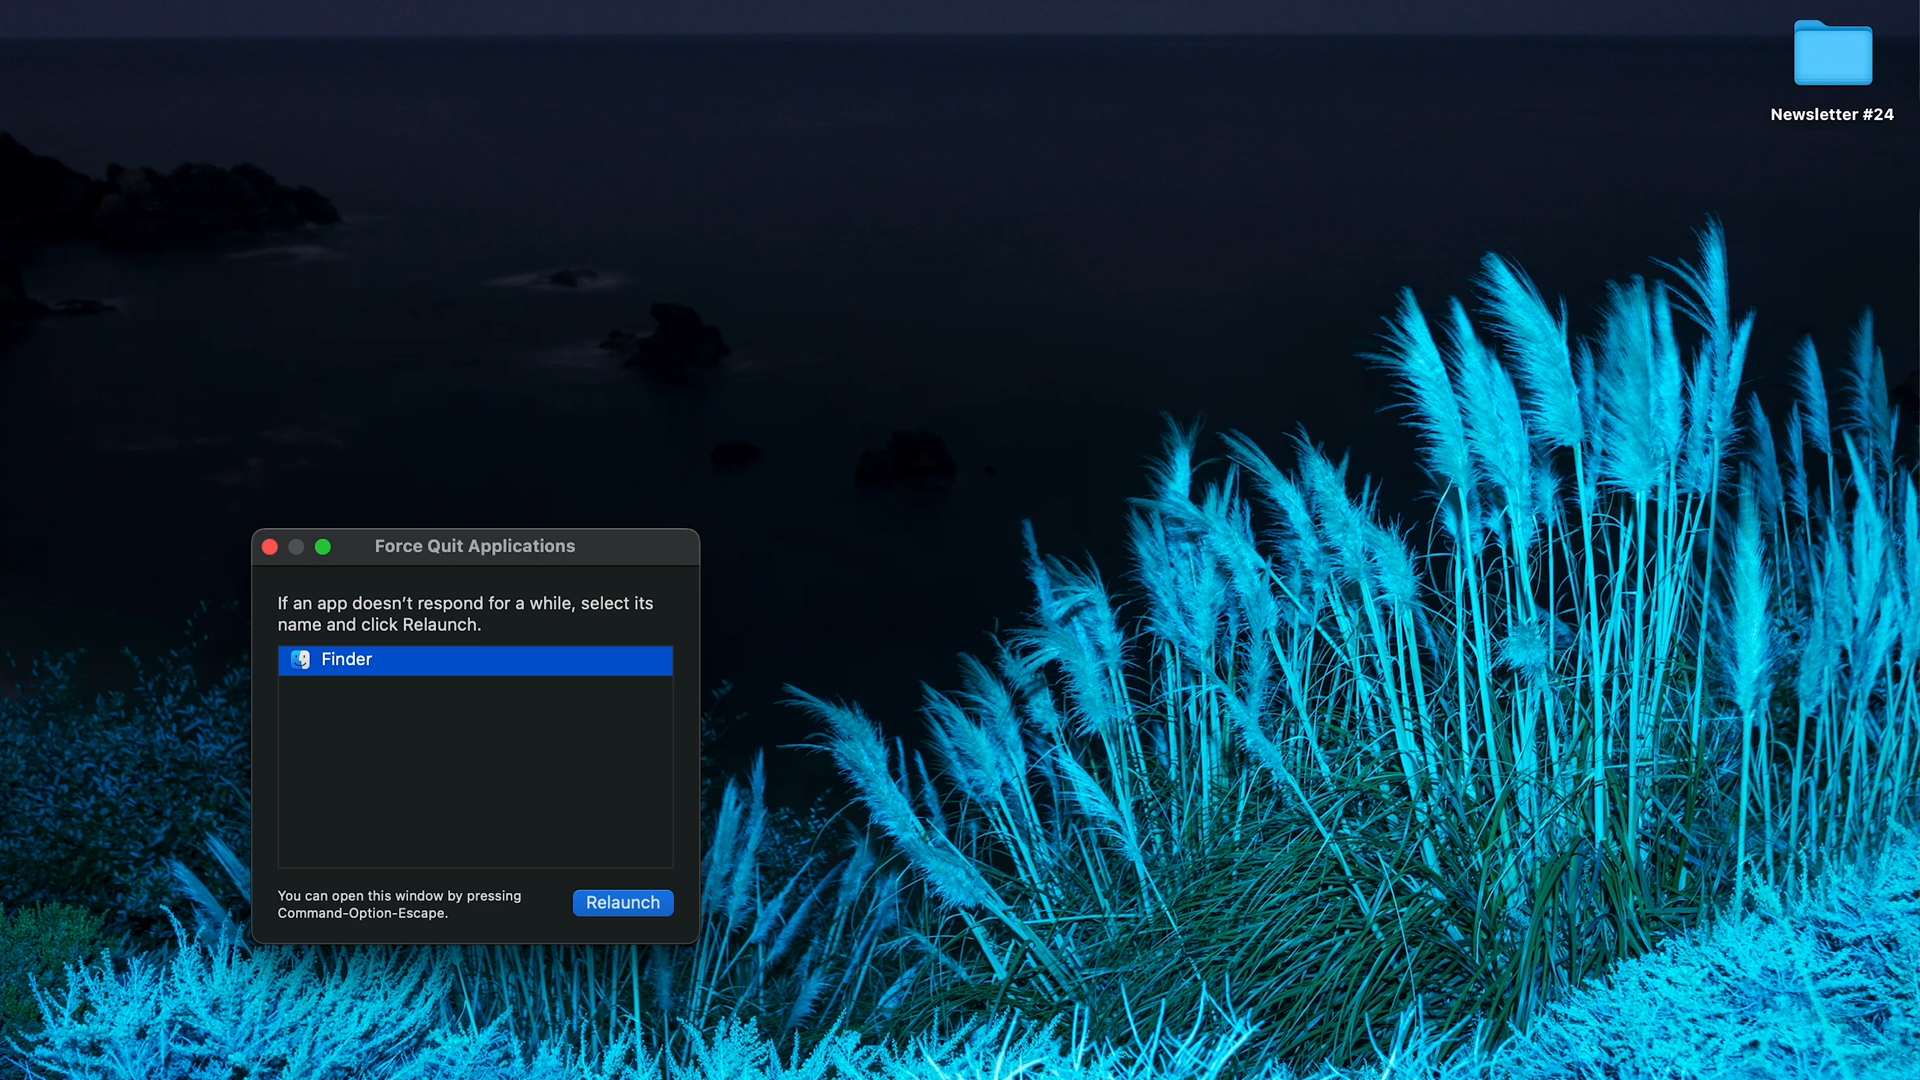 Newsletter #24
Force Quit Applications
If an app doesn’t respond for a while, select its
name and click Relaunch.
Finder
You can open this window by pressing
Command-Option-Escape.
Relaunch